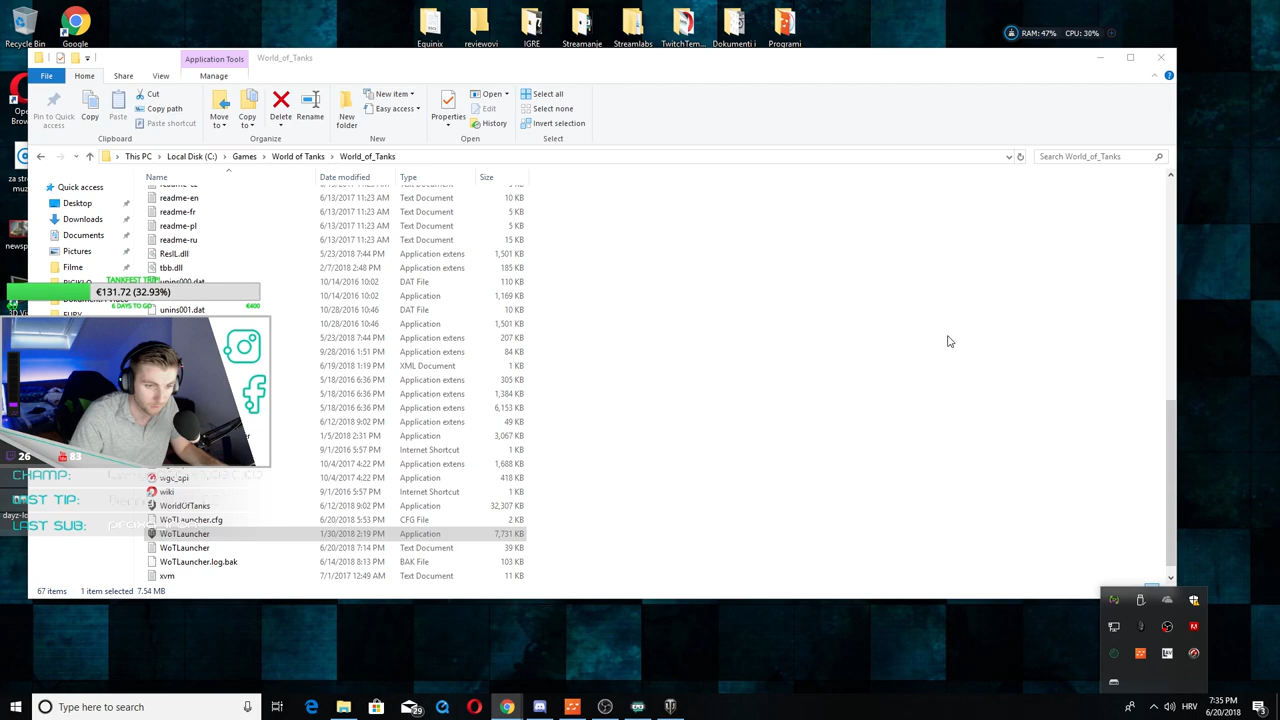 Recycle Bin
Google
Equinix
reviewovi
IGRE
Streamanje
Streamlabs
TwitchTem...
Dokumenti i
Programi
RAM: 47% CPU: 30%
Application Tools
World_of_Tanks
File
Home
Share
View
Manage
Pin to Quick access
Copy
Paste
Cut
Copy path
Paste shortcut
Clipboard
Move to
Copy to
Delete
Rename
Organize
New folder
New item
Easy access
New
Properties
Open
Edit
History
Open
Select all
Select none
Invert selection
Select
This PC > Local Disk (C:) > Games > World of Tanks > World_of_Tanks
Search World_of_Tanks
Name Date modified Type Size
Quick access
Desktop
Downloads
Documents
Pictures
Filme
readme-en 6/13/2017 11:23 AM Text Document 10 KB
readme-fr 6/13/2017 11:23 AM Text Document 5 KB
readme-pl 6/13/2017 11:23 AM Text Document 5 KB
readme-ru 6/13/2017 11:23 AM Text Document 15 KB
ResIL.dll 5/23/2018 7:44 PM Application extens 1,501 KB
tbb.dll 2/7/2018 2:48 PM Application extens 185 KB
unins000.dat 10/14/2016 10:02 DAT File 110 KB
10/14/2016 10:02 Application 1,169 KB
unins001.dat 10/28/2016 10:46 DAT File 10 KB
10/28/2016 10:46 Application 1,501 KB
5/23/2018 7:44 PM Application extens 207 KB
9/28/2016 1:51 PM Application extens 84 KB
6/19/2018 1:19 PM XML Document 1 KB
5/18/2016 6:36 PM Application extens 305 KB
5/18/2016 6:36 PM Application extens 1,384 KB
5/18/2016 6:36 PM Application extens 6,153 KB
6/12/2018 9:02 PM Application extens 49 KB
1/5/2018 2:31 PM Application 3,067 KB
9/1/2016 5:57 PM Internet Shortcut 1 KB
10/4/2017 4:22 PM Application extens 1,688 KB
wgc_api 10/4/2017 4:22 PM Application 418 KB
wiki 9/1/2016 5:57 PM Internet Shortcut 1 KB
WorldOfTanks 6/12/2018 9:02 PM Application 32,307 KB
WoTLauncher.cfg 6/20/2018 5:53 PM CFG File 2 KB
WoTLauncher 1/30/2018 2:19 PM Application 7,731 KB
WoTLauncher 6/20/2018 7:14 PM Text Document 39 KB
WoTLauncher.log.bak 6/14/2018 8:13 PM BAK File 103 KB
xvm 7/1/2017 12:49 AM Text Document 11 KB
TANKFEST TRIP!
€131.72 (32.93%)
6 DAYS TO GO
€400
26 83
CHAMP:
LAST SUB:
67 items 1 item selected 7.54 MB
Type here to search
HRV
7:35 PM
6/20/2018